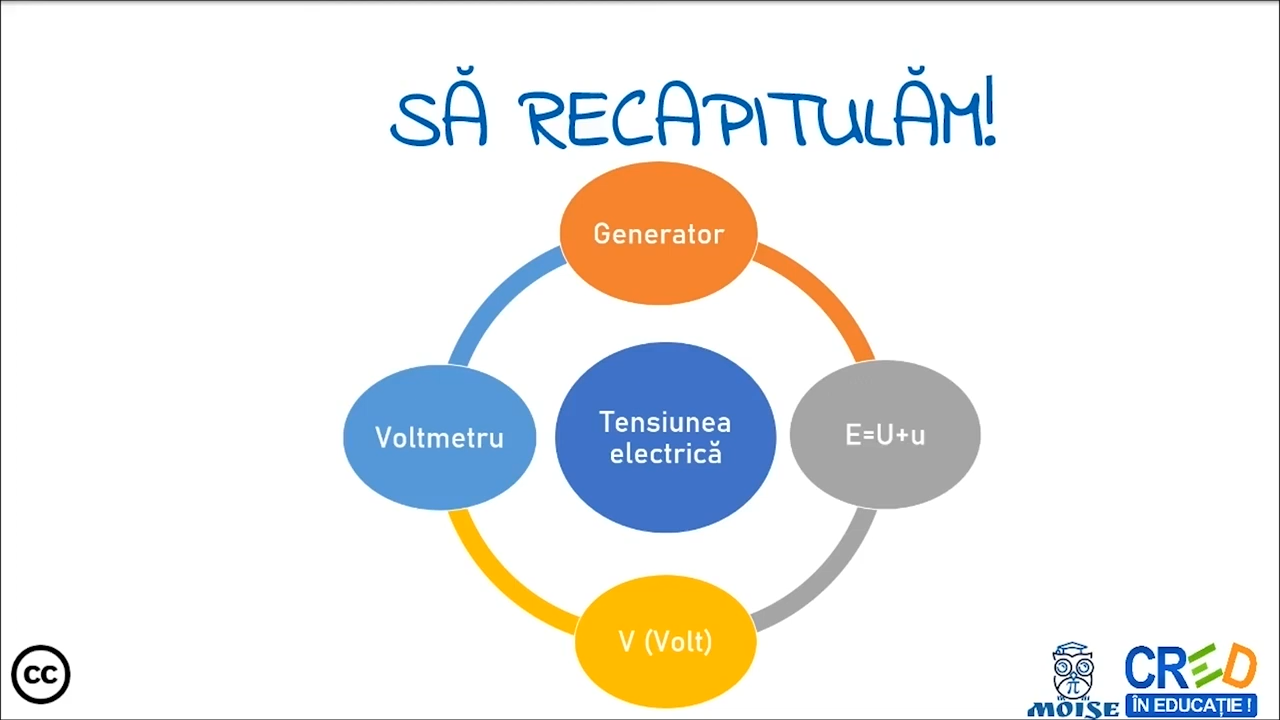 SĂ RECAPITULĂM!
Generator
Voltmetru
Tensiunea
electrică
E=U+u
V (Volt)
cc
π
MOISE
CRED
ÎN EDUCAȚIE !